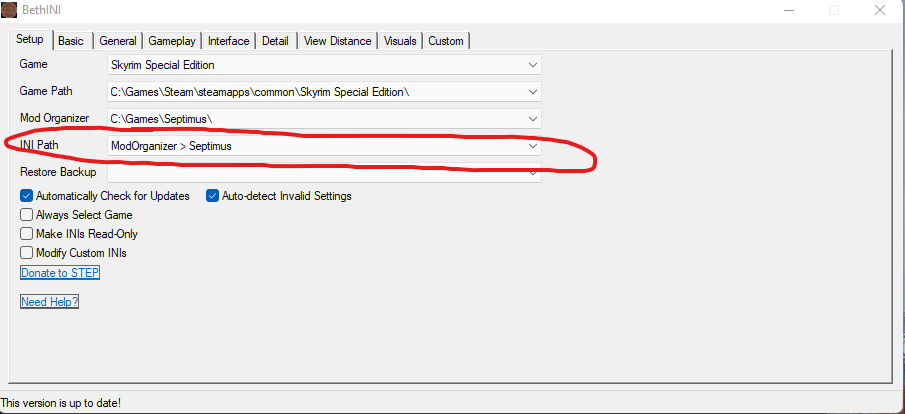 BethINI
Setup Basic General Gameplay Interface Detail View Distance Visuals Custom
Game Skyrim Special Edition
Game Path C:\Games\Steam\steamapps\common\Skyrim Special Edition\
Mod Organizer C:\Games\Septimus\
INI Path ModOrganizer > Septimus
Restore Backup
Automatically Check for Updates Auto-detect Invalid Settings
Always Select Game
Make INIs Read-Only
Modify Custom INIs
Donate to STEP
Need Help?
This version is up to date!